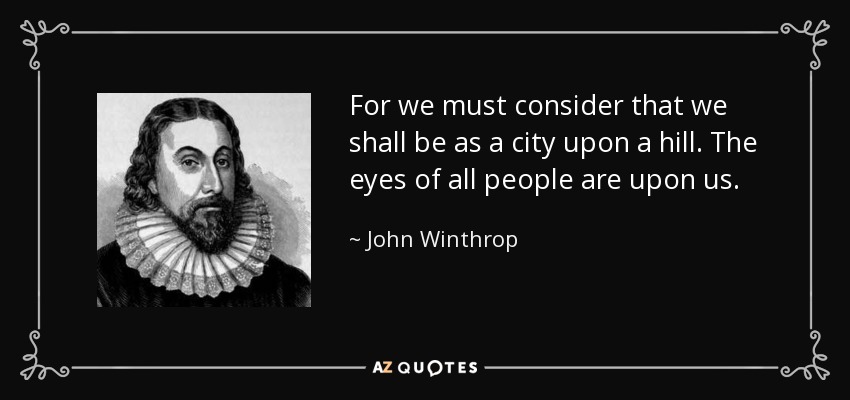 For we must consider that we
shall be as a city upon a hill. The
eyes of all people are upon us.
~ John Winthrop
AZ QUOTES